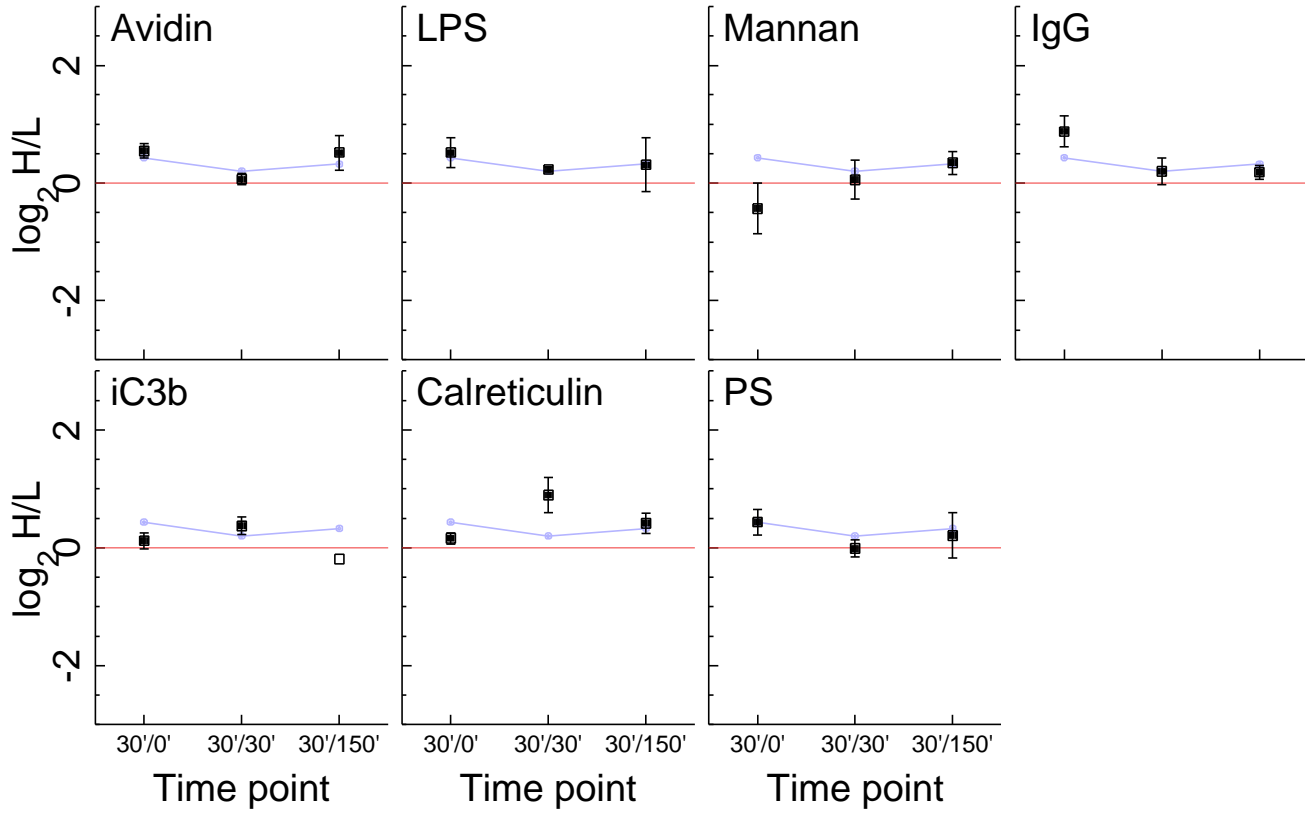 Avidin LPS Mannan IgG
2
0
-2
log2 H/L
iC3b Calreticulin PS
2
0
-2
log2 H/L
30'/0' 30'/30' 30'/150' 30'/0' 30'/30' 30'/150' 30'/0' 30'/30' 30'/150'
Time point Time point Time point